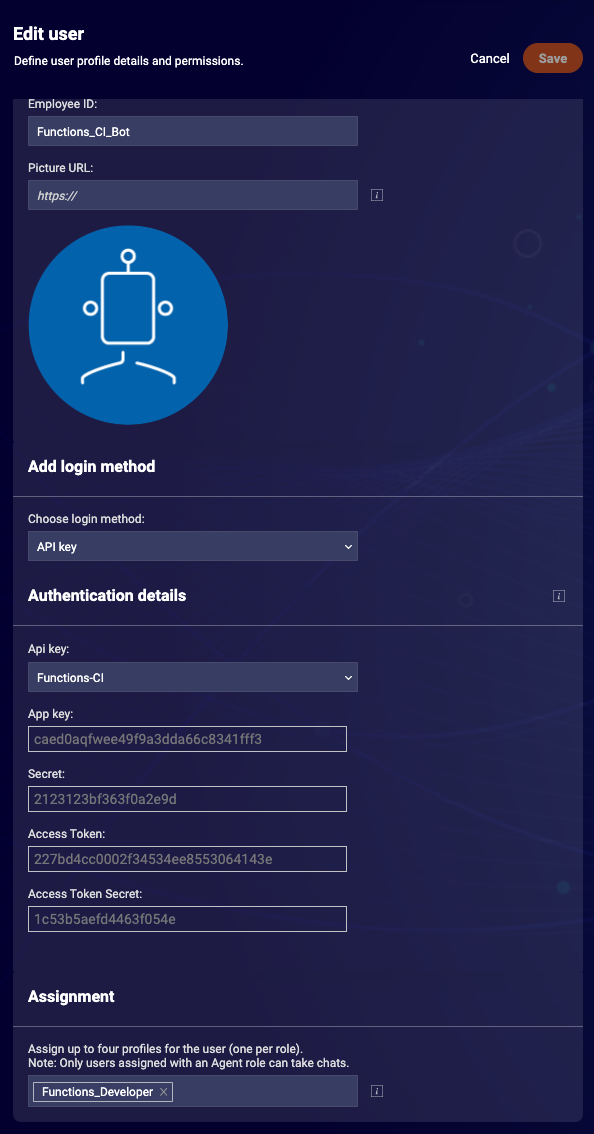 Edit user
Define user profile details and permissions.
Cancel
Save
Employee ID:
Functions_CI_Bot
Picture URL:
https://
i
Add login method
Choose login method:
API key
Authentication details
i
Api key:
Functions-CI
App key:
caed0aqfwee49f9a3dda66c8341fff3
Secret:
2123123bf363f0a2e9d
Access Token:
227bd4cc0002f34534ee8553064143e
Access Token Secret:
1c53b5aefd4463f054e
Assignment
Assign up to four profiles for the user (one per role).
Note: Only users assigned with an Agent role can take chats.
Functions_Developer
i